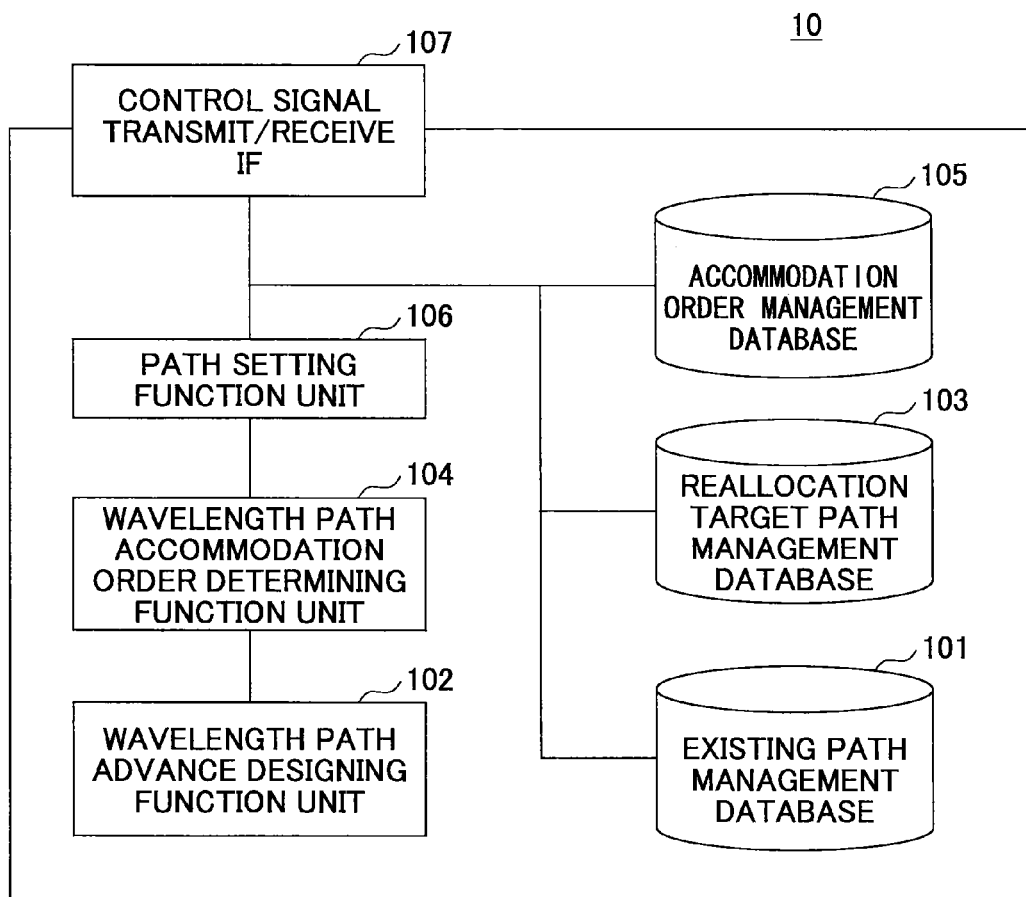 10
107
CONTROL SIGNAL
TRANSMIT/RECEIVE
IF
105
ACCOMMODATION
ORDER MANAGEMENT
DATABASE
106
PATH SETTING
FUNCTION UNIT
103
REALLOCATION
TARGET PATH
MANAGEMENT
DATABASE
104
WAVELENGTH PATH
ACCOMMODATION
ORDER DETERMINING
FUNCTION UNIT
101
EXISTING PATH
MANAGEMENT
DATABASE
102
WAVELENGTH PATH
ADVANCE DESIGNING
FUNCTION UNIT